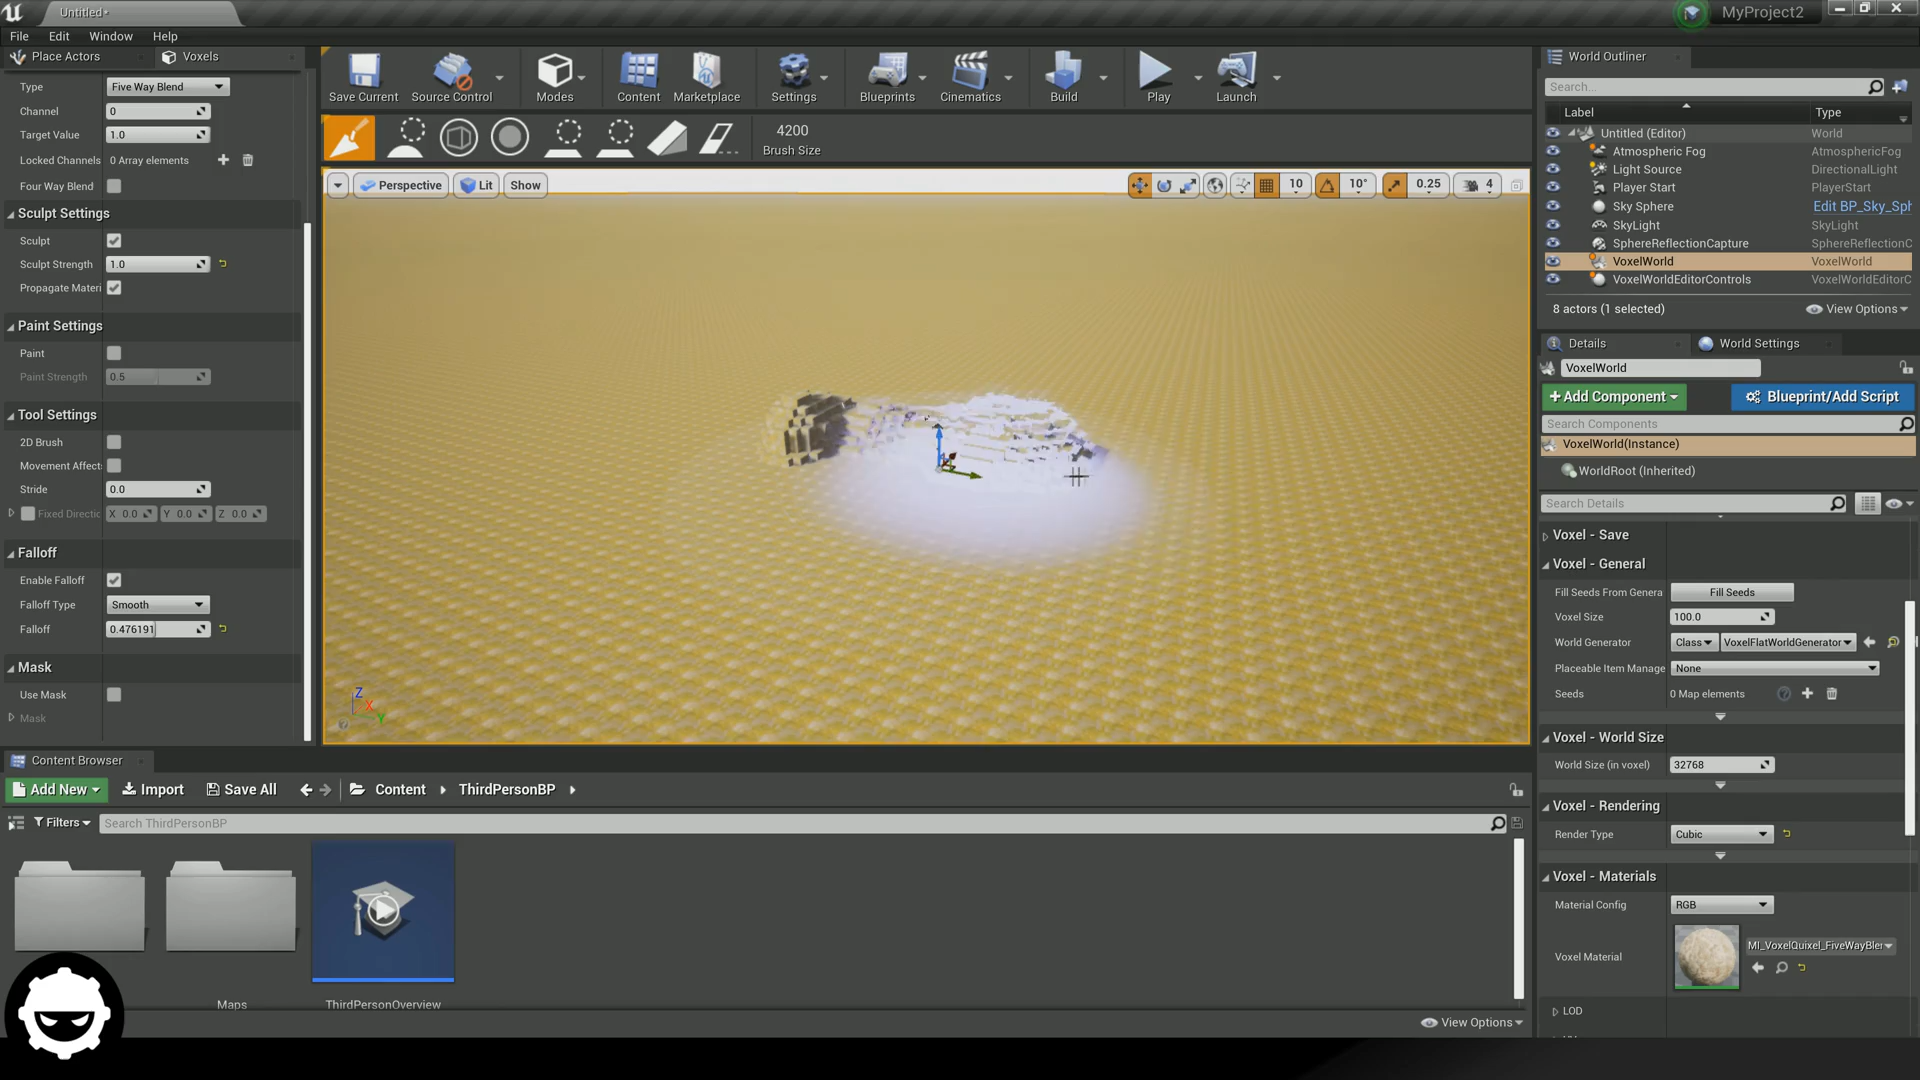 Untitled*
MyProject2
File Edit Window Help
Place Actors
Voxels
Type Five Way Blend
Channel 0
Target Value 1.0
Locked Channels 0 Array elements
Four Way Blend
Sculpt Settings
Sculpt
Sculpt Strength 1.0
Propagate Materi
Paint Settings
Paint
Paint Strength 0.5
Tool Settings
2D Brush
Movement Affects
Stride 0.0
Fixed Directio X 0.0 Y 0.0 Z 0.0
Falloff
Enable Falloff
Falloff Type Smooth
Falloff 0.476191
Mask
Use Mask
Mask
Save Current Source Control Modes Content Marketplace Settings Blueprints Cinematics Build Play Launch
4200
Brush Size
Perspective Lit Show
10 10° 0.25 4
Z
X
Y
World Outliner
Search...
Label Type
Untitled (Editor) World
Atmospheric Fog AtmosphericFog
Light Source DirectionalLight
Player Start PlayerStart
Sky Sphere Edit BP_Sky_Sph
SkyLight SkyLight
SphereReflectionCapture SphereReflectionC
VoxelWorld VoxelWorld
VoxelWorldEditorControls VoxelWorldEditorC
8 actors (1 selected) View Options
Details World Settings
VoxelWorld
+Add Component Blueprint/Add Script
Search Components
VoxelWorld(Instance)
WorldRoot (Inherited)
Search Details
Voxel - Save
Voxel - General
Fill Seeds From Genera Fill Seeds
Voxel Size 100.0
World Generator Class VoxelFlatWorldGenerator
Placeable Item Manage None
Seeds 0 Map elements
Voxel - World Size
World Size (in voxel) 32768
Voxel - Rendering
Render Type Cubic
Voxel - Materials
Material Config RGB
Voxel Material MI_VoxelQuixel_FiveWayBler
LOD
Content Browser
Add New Import Save All Content ThirdPersonBP
Filters Search ThirdPersonBP
Maps
ThirdPersonOverview
View Options